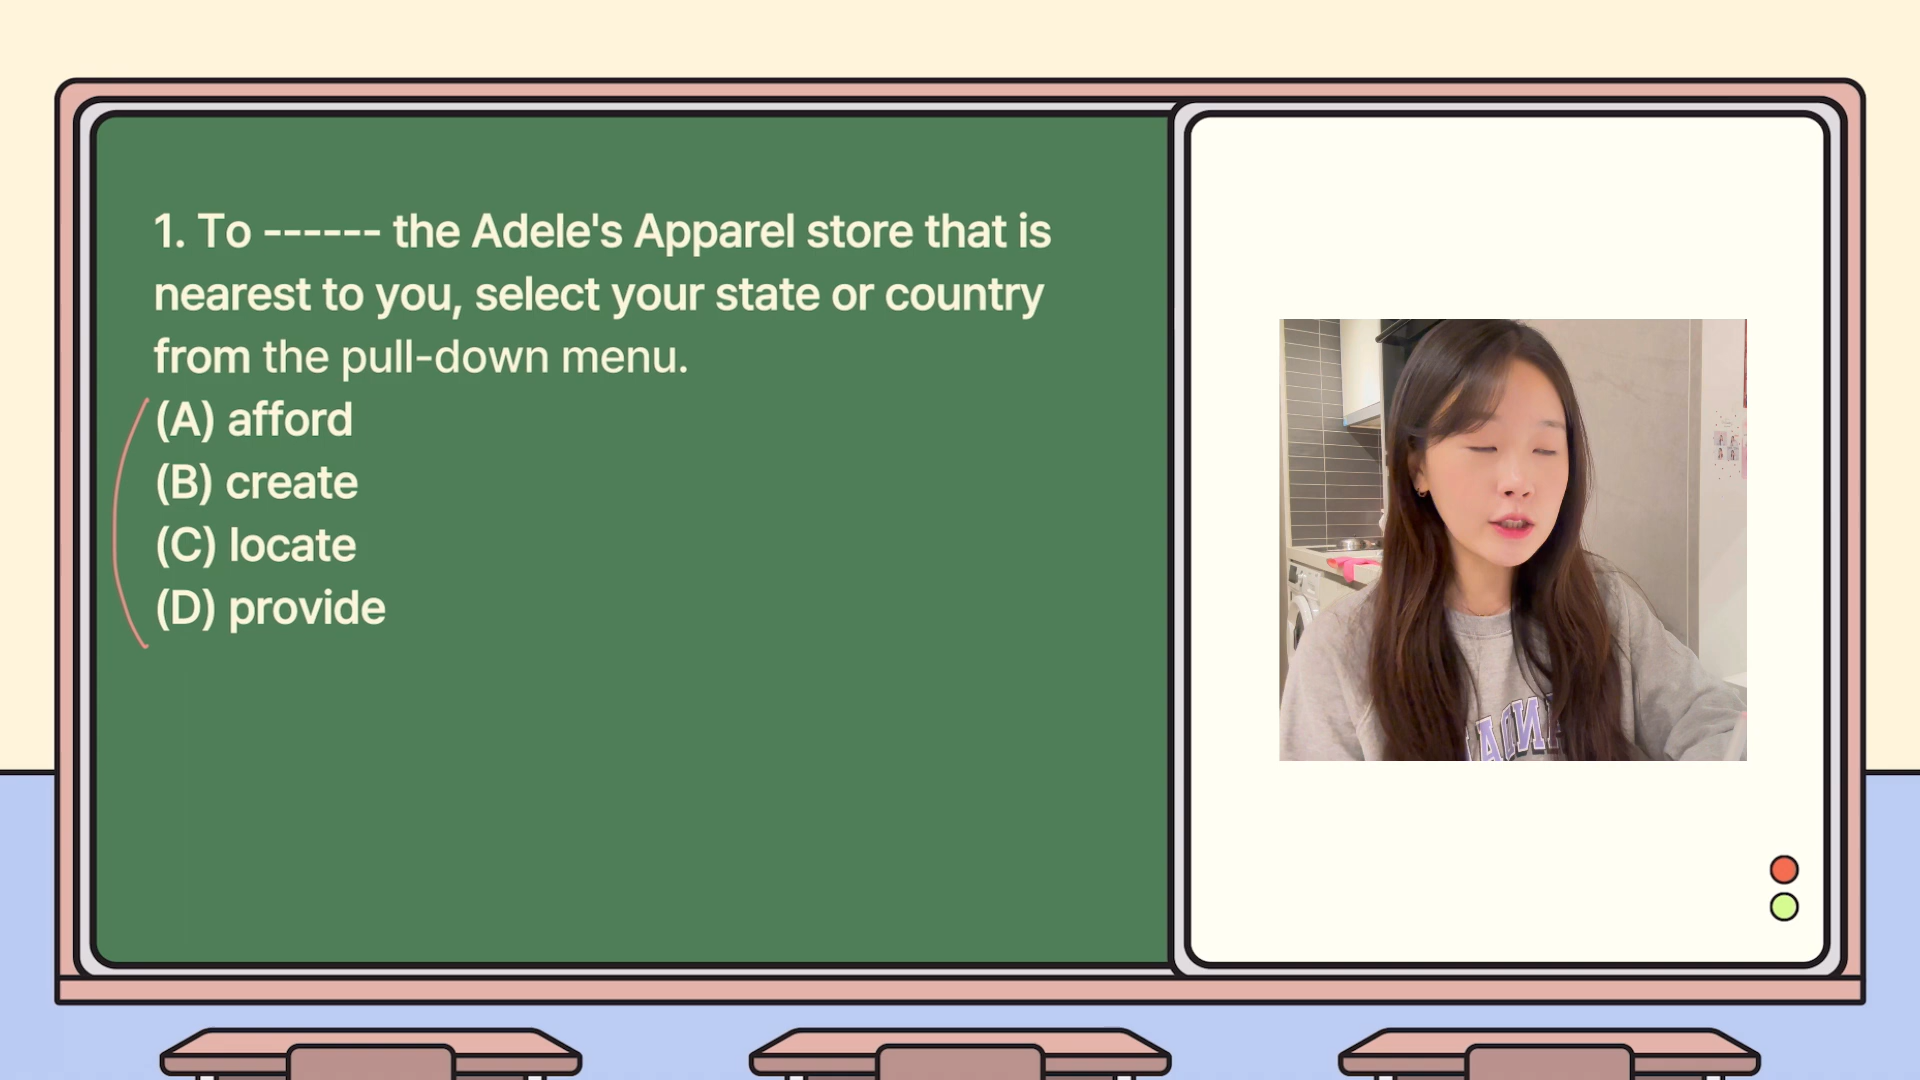 1. To ------ the Adele's Apparel store that is
nearest to you, select your state or country
from the pull-down menu.
(A) afford
(B) create
(C) locate
(D) provide